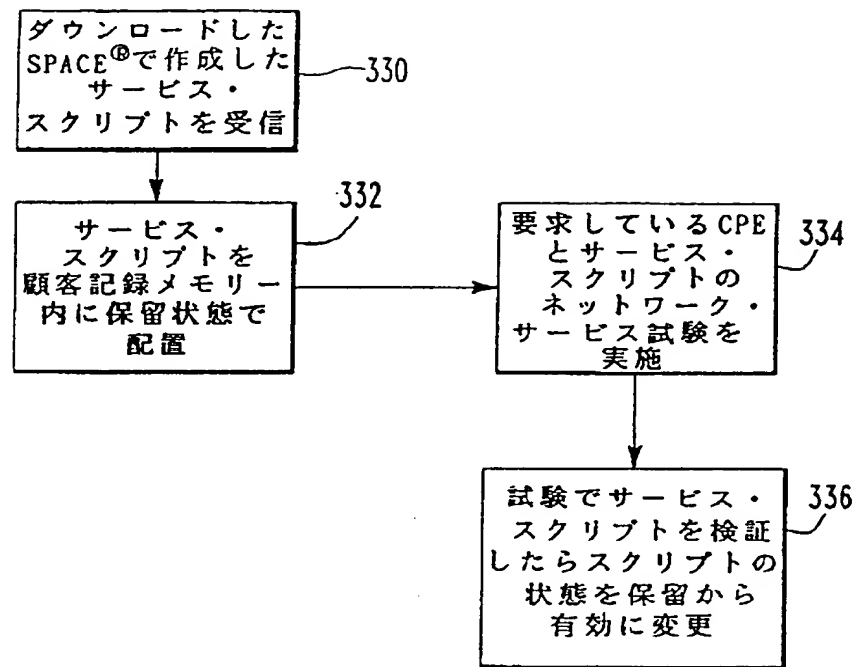 ダウンロードした
SPACE®で作成した
サービス・
スクリプトを受信
330
サービス・
スクリプトを
顧客記録メモリー
内に保留状態で
配置
332
要求しているCPE
とサービス・
スクリプトの
ネットワーク・
サービス試験を
実施
334
試験でサービス・
スクリプトを検証
したらスクリプトの
状態を保留から
有効に変更
336